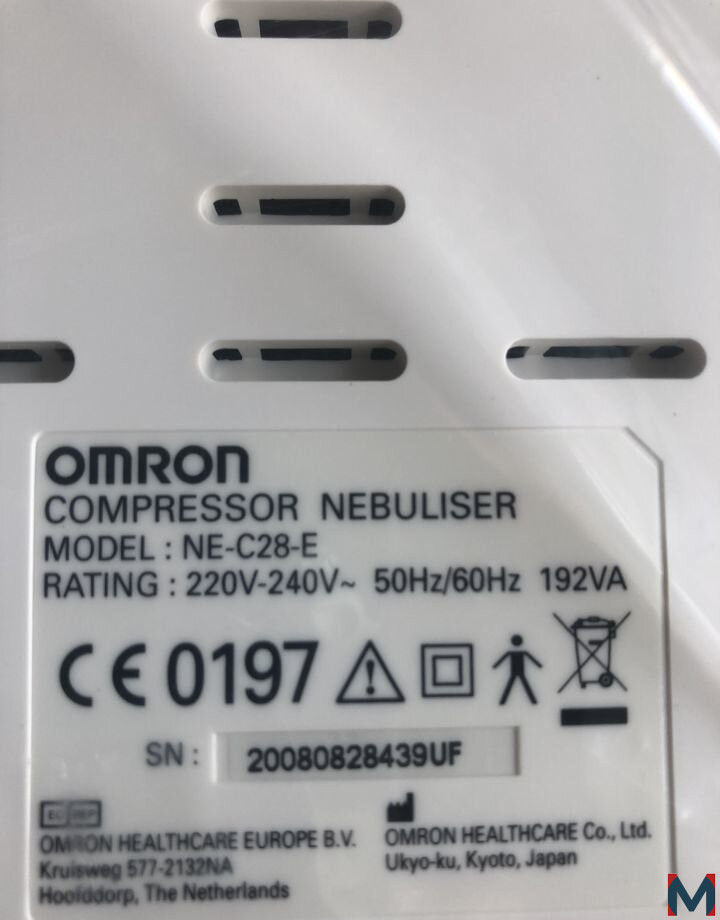 OMRON
COMPRESSOR NEBULISER
MODEL : NE-C28-E
RATING : 220V-240V~ 50Hz/60Hz 192VA
CE 0197
SN : 20080828439UF
EC REP
OMRON HEALTHCARE EUROPE B.V.
Kruisweg 577-2132NA
Hoofddorp, The Netherlands
OMRON HEALTHCARE Co., Ltd.
Ukyo-ku, Kyoto, Japan
M